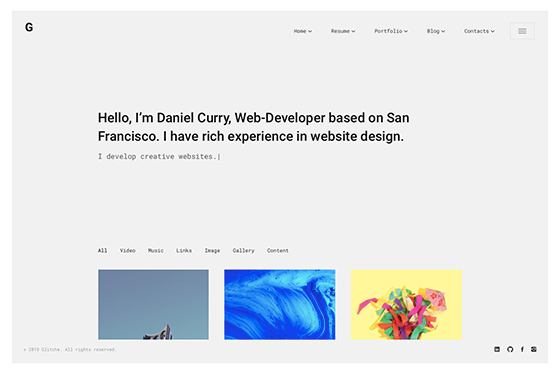 G
Home Resume Portfolio Blog Contacts
Hello, I'm Daniel Curry, Web-Developer based on San
Francisco. I have rich experience in website design.
I develop creative websites.|
All Video Music Links Image Gallery Content
© 2019 Glitche. All rights reserved.